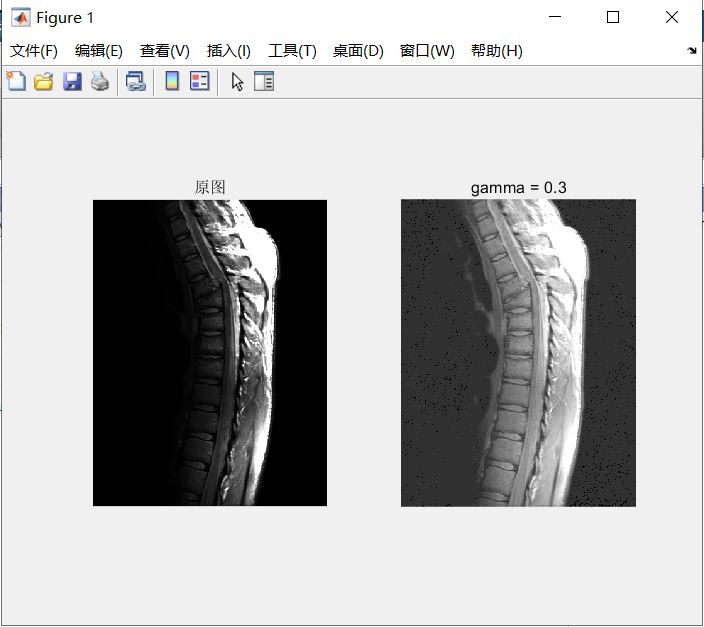 Figure 1
文件(F) 编辑(E) 查看(V) 插入(I) 工具(T) 桌面(D) 窗口(W) 帮助(H)
原图
gamma = 0.3